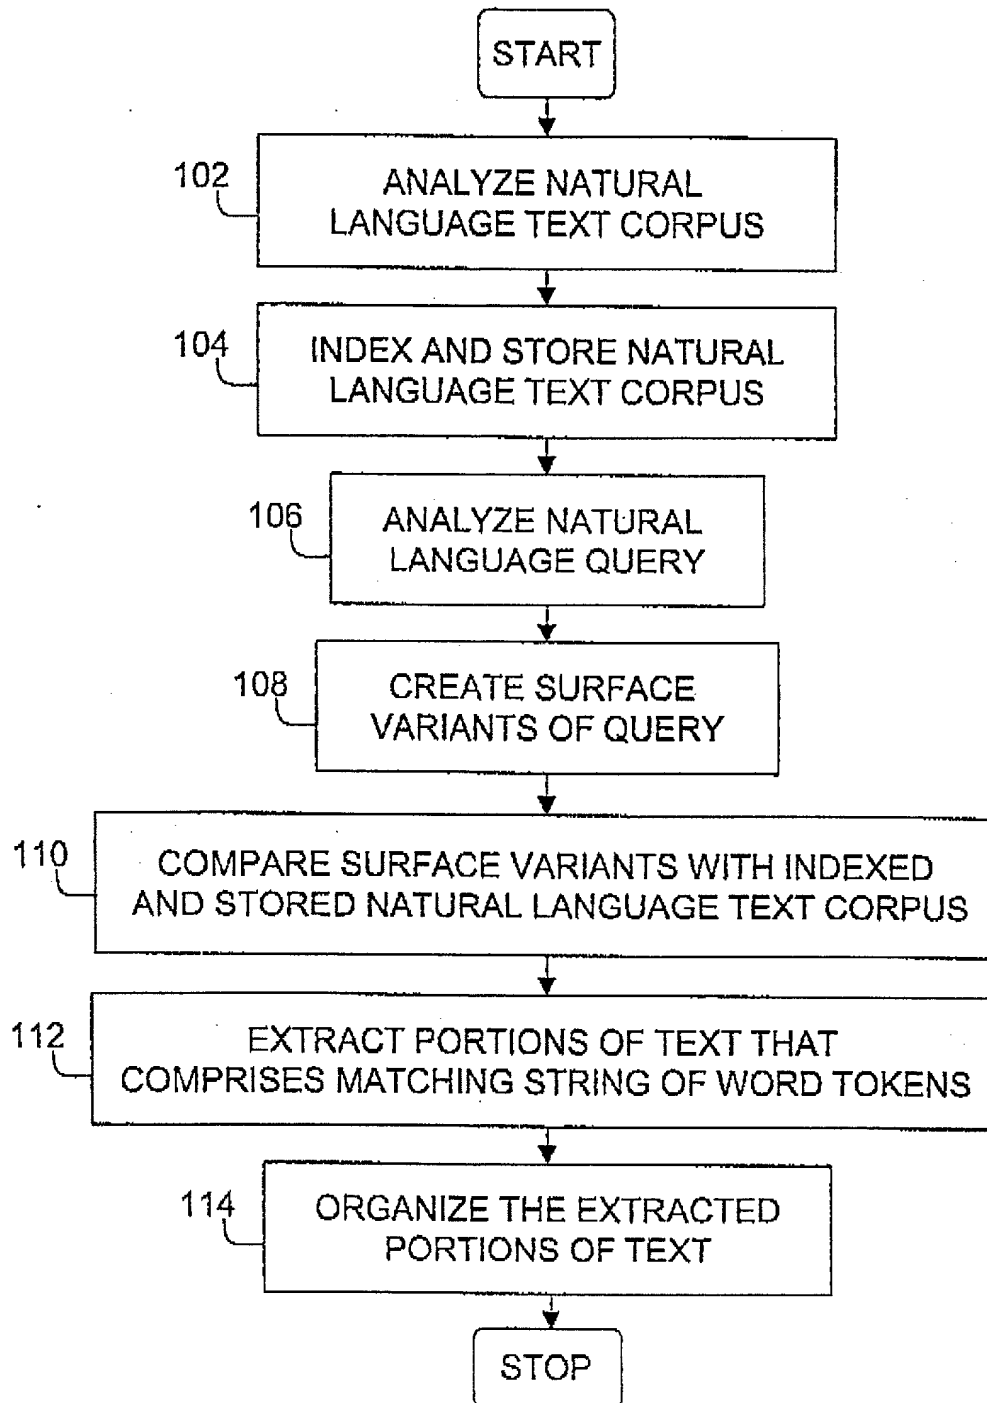 START
102
ANALYZE NATURAL
LANGUAGE TEXT CORPUS
104
INDEX AND STORE NATURAL
LANGUAGE TEXT CORPUS
106
ANALYZE NATURAL
LANGUAGE QUERY
108
CREATE SURFACE
VARIANTS OF QUERY
110
COMPARE SURFACE VARIANTS WITH INDEXED
AND STORED NATURAL LANGUAGE TEXT CORPUS
112
EXTRACT PORTIONS OF TEXT THAT
COMPRISES MATCHING STRING OF WORD TOKENS
114
ORGANIZE THE EXTRACTED
PORTIONS OF TEXT
STOP